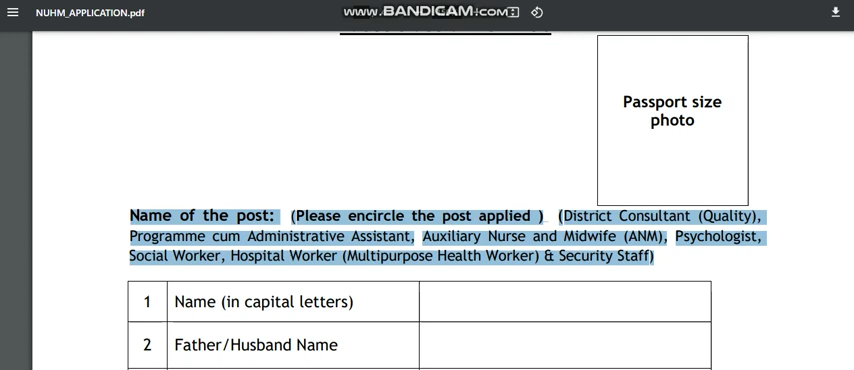 NUHM_APPLICATION.pdf
WWW.BANDICAM.COM
Passport size
photo
Name of the post: (Please encircle the post applied ) (District Consultant (Quality),
Programme cum Administrative Assistant, Auxiliary Nurse and Midwife (ANM), Psychologist,
Social Worker, Hospital Worker (Multipurpose Health Worker) & Security Staff)
1 Name (in capital letters)
2 Father/Husband Name